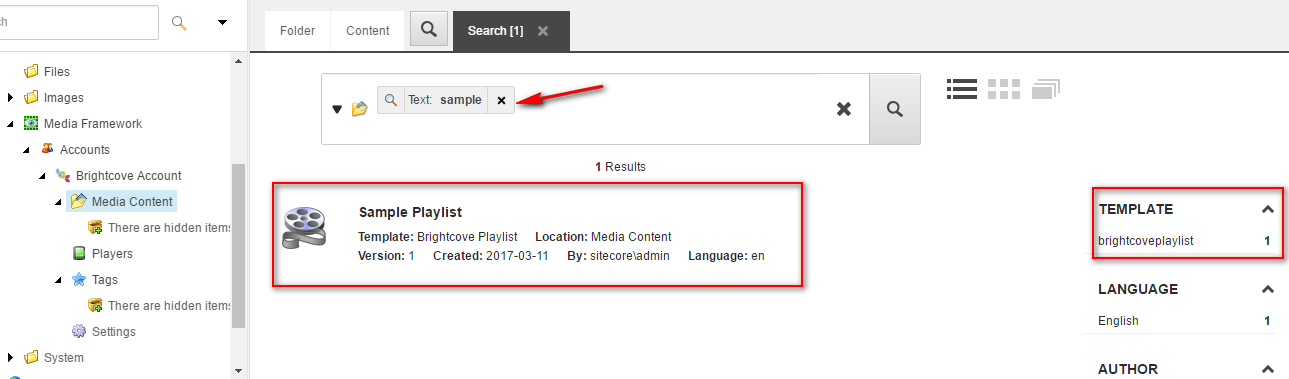 ch
Files
Images
Media Framework
Accounts
Brightcove Account
Media Content
There are hidden items
Players
Tags
There are hidden items
Settings
System
Folder
Content
Search [1]
Text: sample
1 Results
Sample Playlist
Template: Brightcove Playlist Location: Media Content
Version: 1 Created: 2017-03-11 By: sitecore\admin Language: en
TEMPLATE
brightcoveplaylist 1
LANGUAGE
English 1
AUTHOR